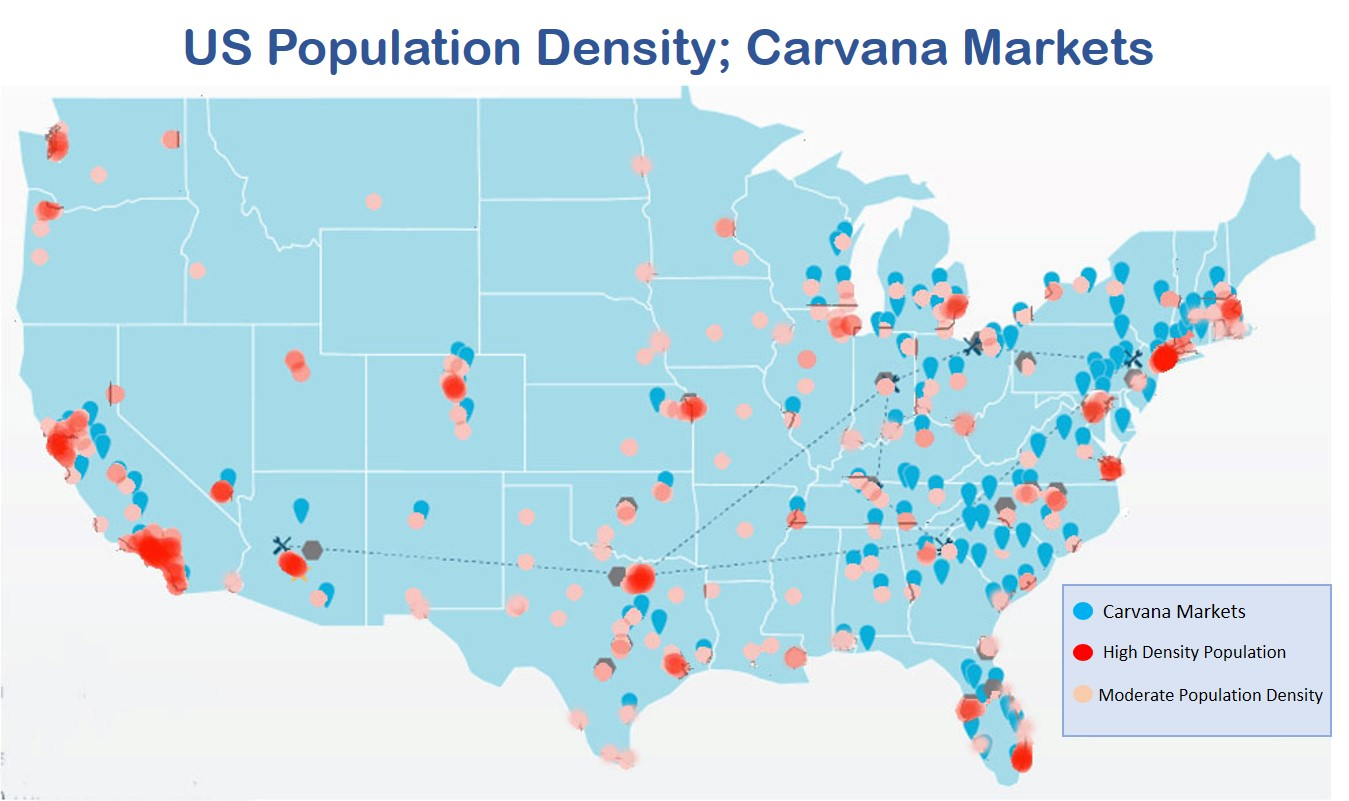 US Population Density; Carvana Markets
Carvana Markets
High Density Population
Moderate Population Density